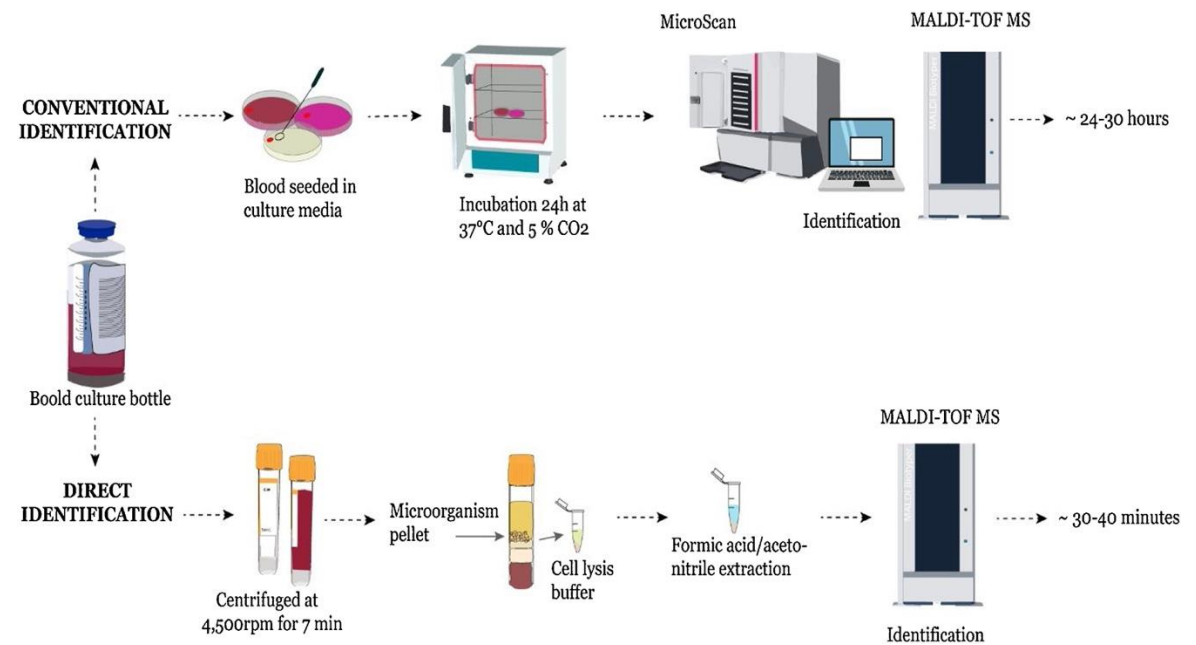 MicroScan
MALDI-TOF MS
CONVENTIONAL
IDENTIFICATION
~ 24-30 hours
Blood seeded in
culture media
Incubation 24h at
37ºC and 5 % CO2
Identification
Boold culture bottle
MALDI-TOF MS
DIRECT
IDENTIFICATION
Microorganism
pellet
~ 30-40 minutes
Formic acid/aceto-
nitrile extraction
Cell lysis
buffer
Centrifuged at
4,500rpm for 7 min
Identification